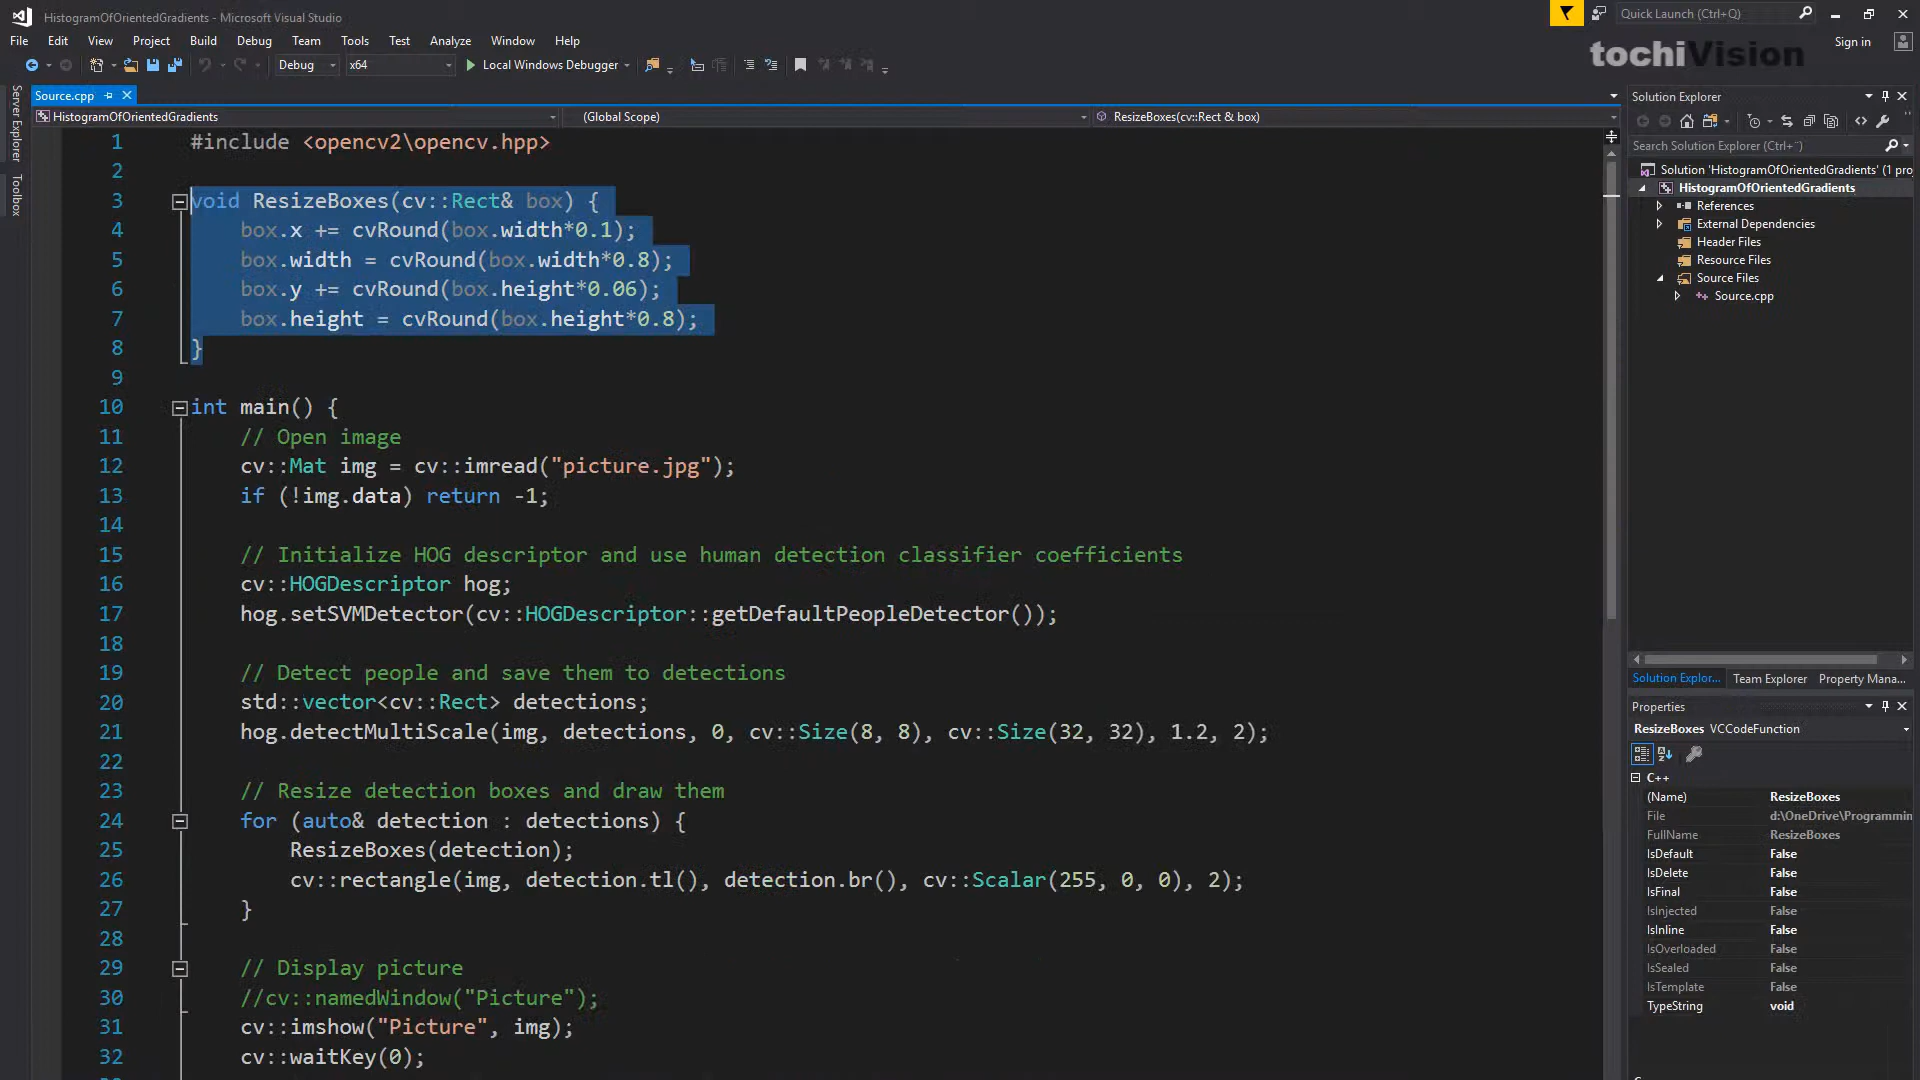 HistogramOfOrientedGradients - Microsoft Visual Studio
Quick Launch (Ctrl+Q)
File Edit View Project Build Debug Team Tools Test Analyze Window Help
Sign in
tochiVision
Debug x64 Local Windows Debugger
Server Explorer
Toolbox
Source.cpp
HistogramOfOrientedGradients (Global Scope) ResizeBoxes(cv::Rect & box)
1 #include <opencv2\opencv.hpp>
2
3 void ResizeBoxes(cv::Rect& box) {
4 box.x += cvRound(box.width*0.1);
5 box.width = cvRound(box.width*0.8);
6 box.y += cvRound(box.height*0.06);
7 box.height = cvRound(box.height*0.8);
8 }
9
10 int main() {
11 // Open image
12 cv::Mat img = cv::imread("picture.jpg");
13 if (!img.data) return -1;
14
15 // Initialize HOG descriptor and use human detection classifier coefficients
16 cv::HOGDescriptor hog;
17 hog.setSVMDetector(cv::HOGDescriptor::getDefaultPeopleDetector());
18
19 // Detect people and save them to detections
20 std::vector<cv::Rect> detections;
21 hog.detectMultiScale(img, detections, 0, cv::Size(8, 8), cv::Size(32, 32), 1.2, 2);
22
23 // Resize detection boxes and draw them
24 for (auto& detection : detections) {
25 ResizeBoxes(detection);
26 cv::rectangle(img, detection.tl(), detection.br(), cv::Scalar(255, 0, 0), 2);
27 }
28
29 // Display picture
30 //cv::namedWindow("Picture");
31 cv::imshow("Picture", img);
32 cv::waitKey(0);
Solution Explorer
Search Solution Explorer (Ctrl+¨)
Solution 'HistogramOfOrientedGradients' (1 proj
HistogramOfOrientedGradients
References
External Dependencies
Header Files
Resource Files
Source Files
Source.cpp
Solution Explor... Team Explorer Property Mana...
Properties
ResizeBoxes VCCodeFunction
C++
(Name) ResizeBoxes
File d:\OneDrive\Programmin
FullName ResizeBoxes
IsDefault False
IsDelete False
IsFinal False
IsInjected False
IsInline False
IsOverloaded False
IsSealed False
IsTemplate False
TypeString void